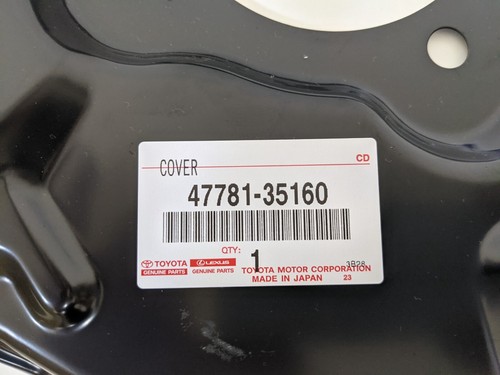 COVER
CD
47781-35160
QTY:
1
TOYOTA LEXUS
GENUINE PARTS GENUINE PARTS
3B26
TOYOTA MOTOR CORPORATION
MADE IN JAPAN 23